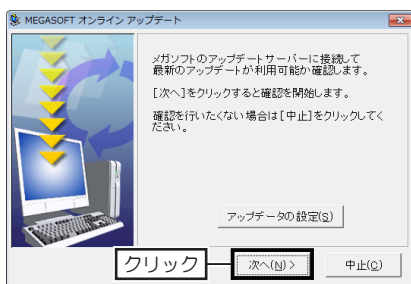 MEGASOFT オンライン アップデート
メガソフトのアップデートサーバーに接続して
最新のアップデートが利用可能か確認します。
[次へ]をクリックすると確認を開始します。
確認を行いたくない場合は[中止]をクリックしてく
ださい。
アップデータの設定(S)
クリック
次へ(N) >
中止(C)